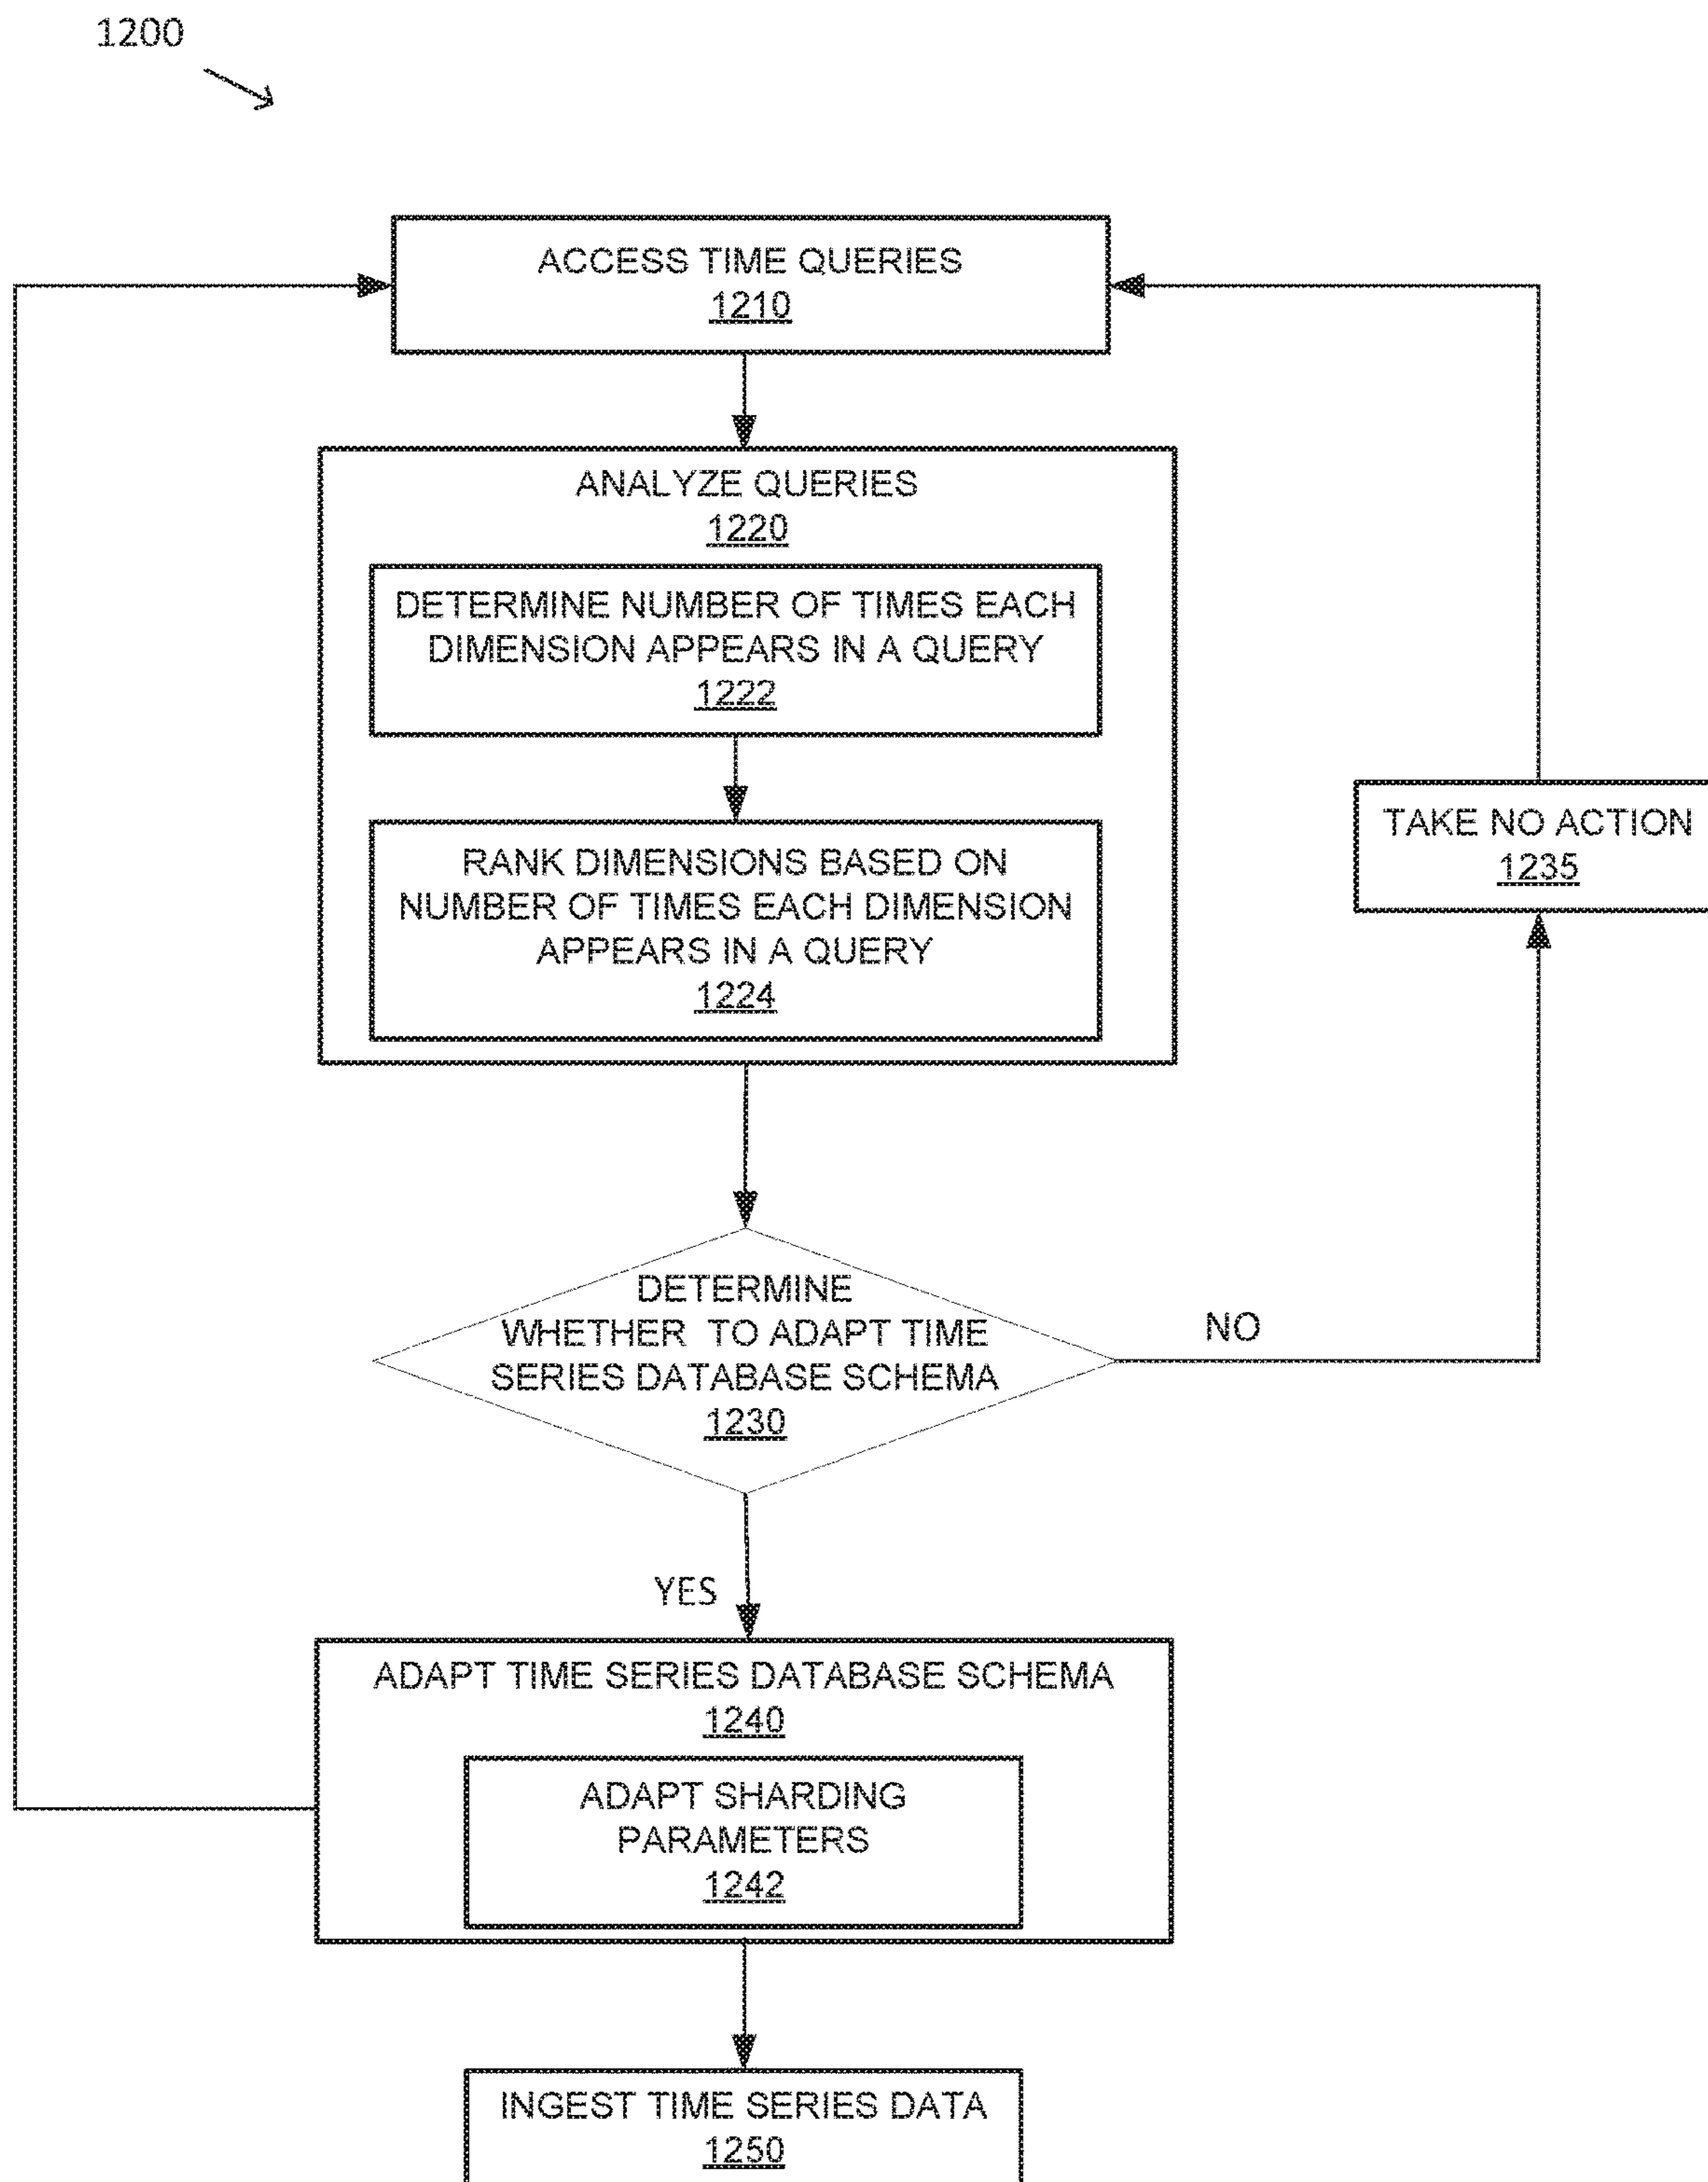 1200
ACCESS TIME QUERIES
1210
ANALYZE QUERIES
1220
DETERMINE NUMBER OF TIMES EACH
DIMENSION APPEARS IN A QUERY
1222
RANK DIMENSIONS BASED ON
NUMBER OF TIMES EACH DIMENSION
APPEARS IN A QUERY
1224
TAKE NO ACTION
1235
DETERMINE
WHETHER TO ADAPT TIME
SERIES DATABASE SCHEMA
1230
NO
YES
ADAPT TIME SERIES DATABASE SCHEMA
1240
ADAPT SHARDING
PARAMETERS
1242
INGEST TIME SERIES DATA
1250